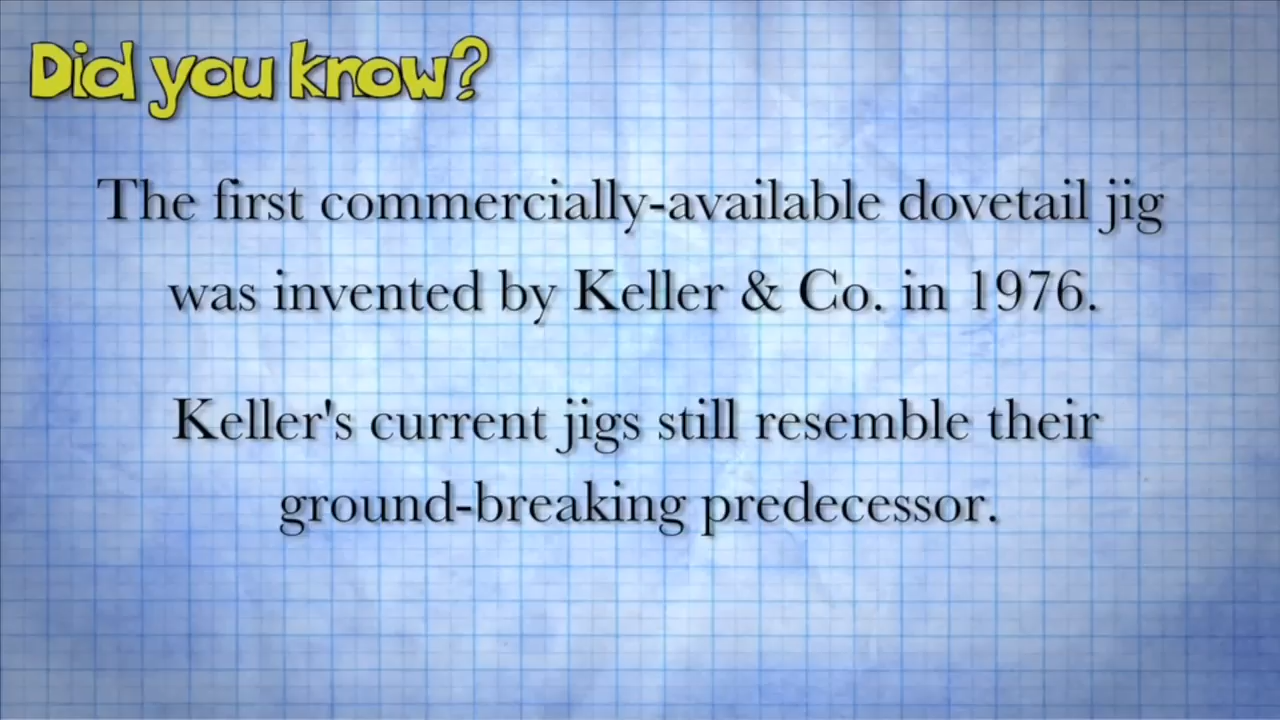 Did you know?
The first commercially-available dovetail jig
was invented by Keller & Co. in 1976.
Keller's current jigs still resemble their
ground-breaking predecessor.